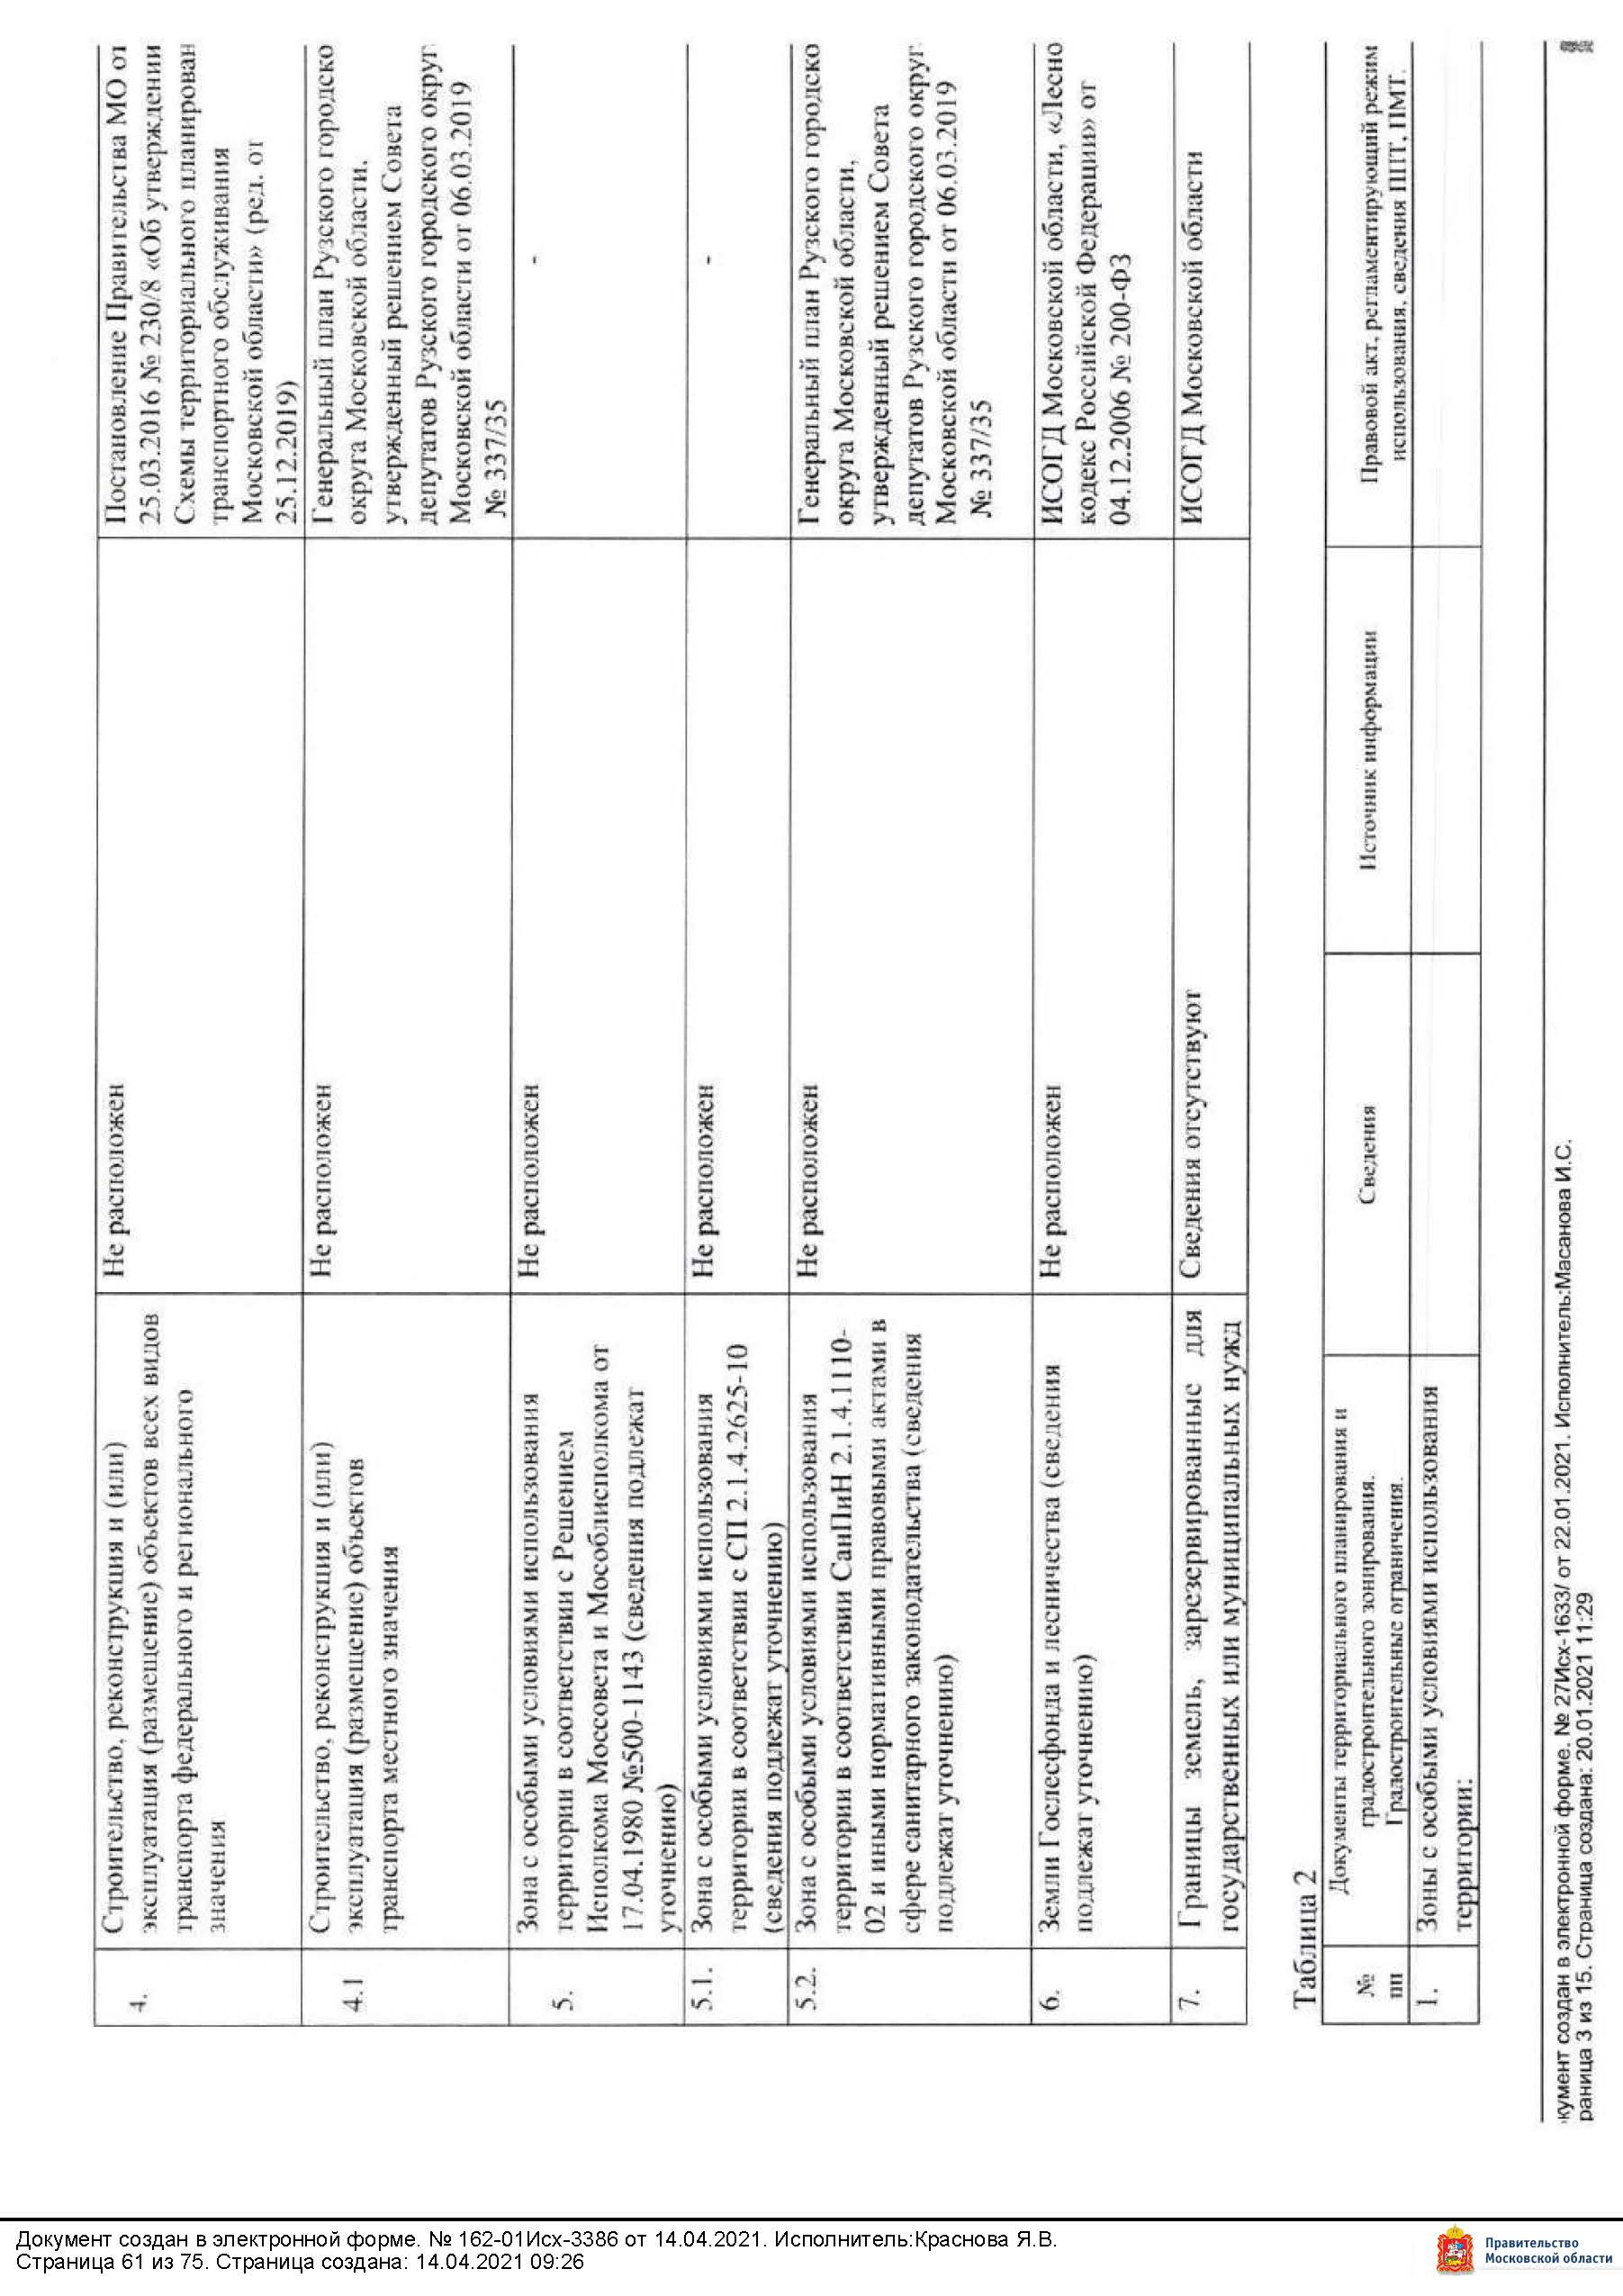 4.
Строительство, реконструкция и (или)
эксплуатация (размещение) объектов всех видов
транспорта федерального и регионального
значения
Не расположен
Постановление Правительства МО от
25.03.2016 № 230/8 «Об утверждении
Схемы территориального планирован
транспортного обслуживания
Московской области» (ред. от
25.12.2019)
4.1
Строительство, реконструкция и (или)
эксплуатация (размещение) объектов
транспорта местного значения
Не расположен
Генеральный план Рузского городско
округа Московской области,
утвержденный решением Совета
депутатов Рузского городского округ
Московской области от 06.03.2019
№ 337/35
5.
Зона с особыми условиями использования
территории в соответствии с Решением
Исполкома Моссовета и Мособлисполкома от
17.04.1980 №500-1143 (сведения подлежат
уточнению)
Не расположен
-
5.1.
Зона с особыми условиями использования
территории в соответствии с СП 2.1.4.2625-10
(сведения подлежат уточнению)
Не расположен
-
5.2.
Зона с особыми условиями использования
территории в соответствии СанПиН 2.1.4.1110-
02 и иными нормативными правовыми актами в
сфере санитарного законодательства (сведения
подлежат уточнению)
Не расположен
Генеральный план Рузского городско
округа Московской области,
утвержденный решением Совета
депутатов Рузского городского округ
Московской области от 06.03.2019
№ 337/35
6.
Земли Гослесфонда и лесничества (сведения
подлежат уточнению)
Не расположен
ИСОГД Московской области, «Лесно
кодекс Российской Федерации» от
04.12.2006 № 200-ФЗ
7.
Границы земель, зарезервированные для
государственных или муниципальных нужд
Сведения отсутствуют
ИСОГД Московской области
Таблица 2
№
пп
Документы территориального планирования и
градостроительного зонирования.
Градостроительные ограничения.
Сведения
Источник информации
Правовой акт, регламентирующий режим
использования, сведения ППТ, ПМТ.
1.
Зоны с особыми условиями использования
территории:
кумент создан в электронной форме. № 27Исх-1633/ от 22.01.2021. Исполнитель:Масанова И.С.
раница 3 из 15. Страница создана: 20.01.2021 11:29
Документ создан в электронной форме. № 162-01Исх-3386 от 14.04.2021. Исполнитель:Краснова Я.В.
Страница 61 из 75. Страница создана: 14.04.2021 09:26
Правительство
Московской области